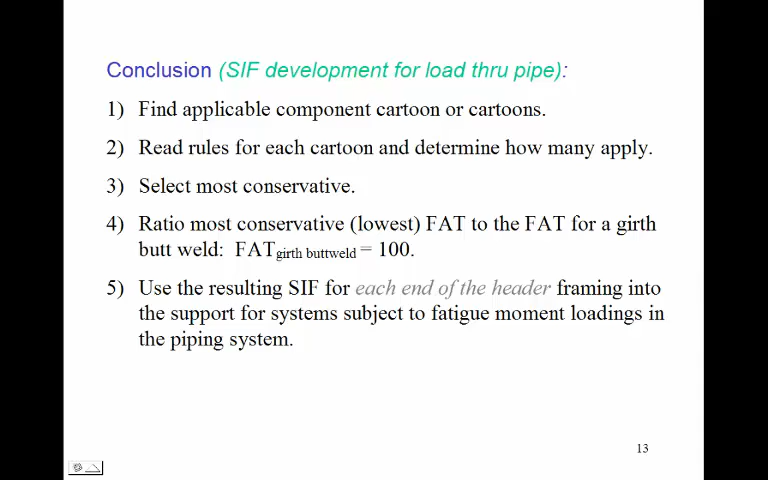 Conclusion (SIF development for load thru pipe):
1) Find applicable component cartoon or cartoons.
2) Read rules for each cartoon and determine how many apply.
3) Select most conservative.
4) Ratio most conservative (lowest) FAT to the FAT for a girth
butt weld: FATgirth buttweld = 100.
5) Use the resulting SIF for each end of the header framing into
the support for systems subject to fatigue moment loadings in
the piping system.
13